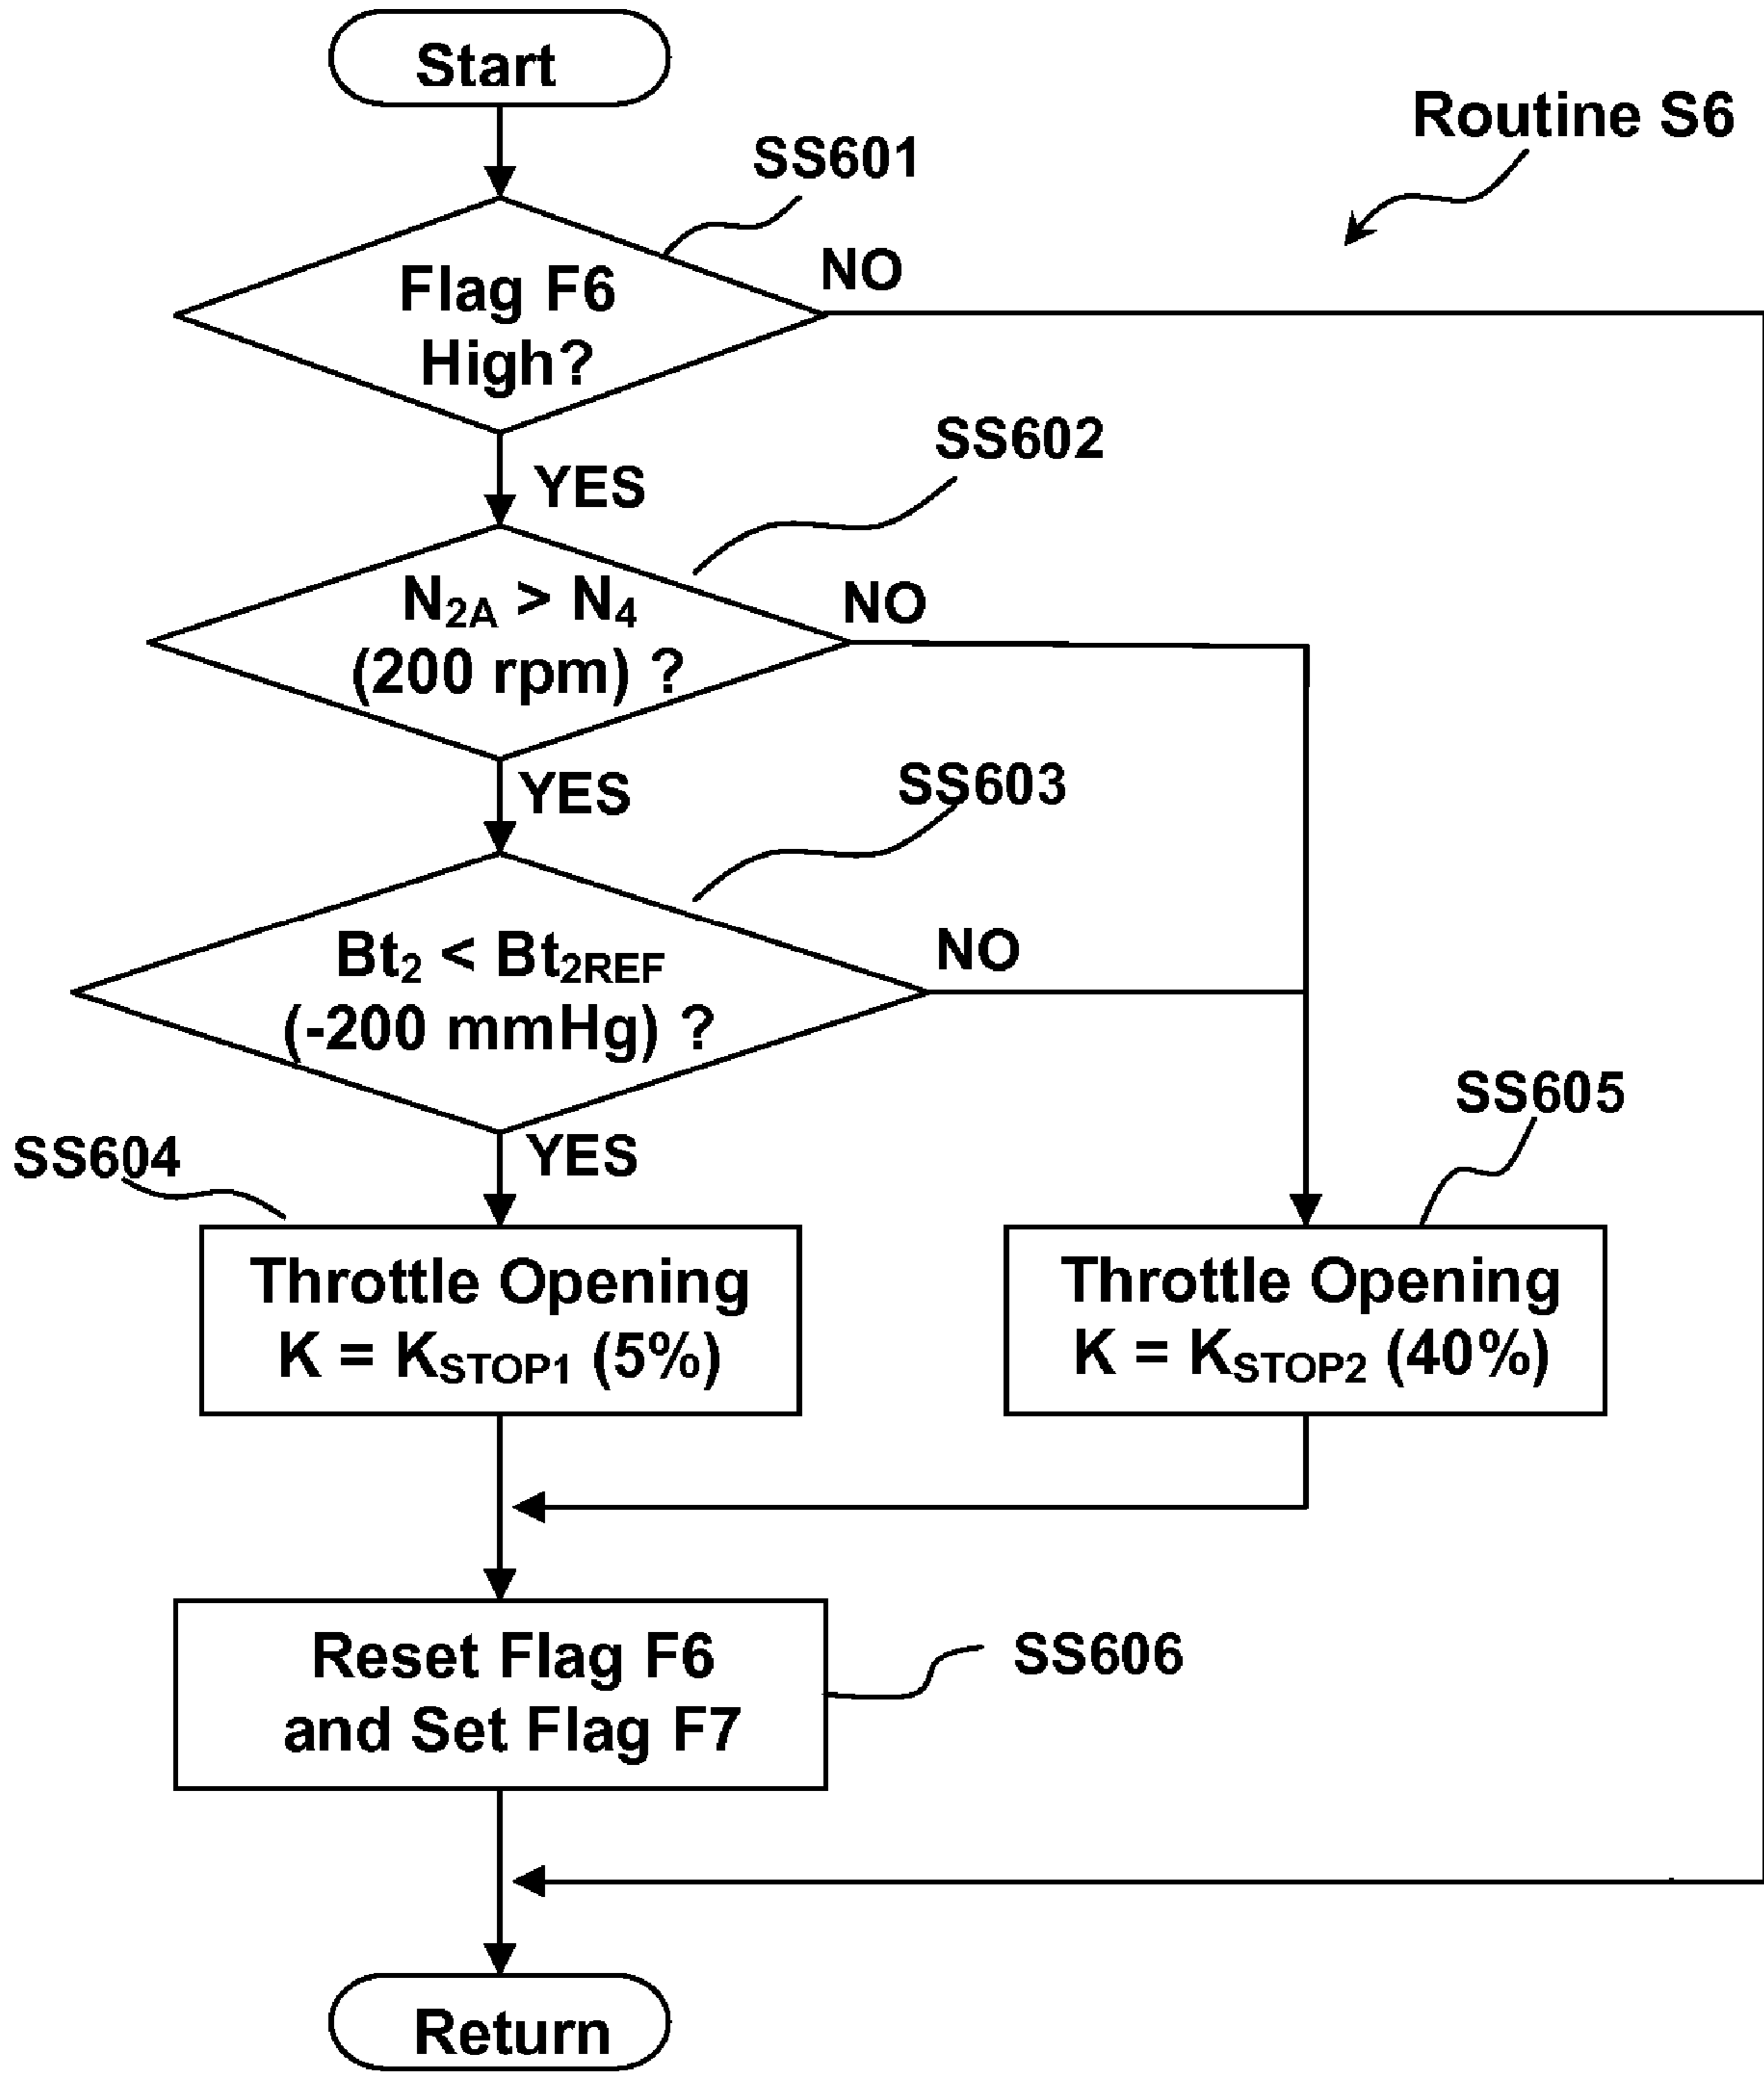 Start
Routine S6
SS601
Flag F6
High?
NO
YES
SS602
N2A > N4
(200 rpm) ?
NO
YES
SS603
Bt2 < Bt2REF
(-200 mmHg) ?
NO
YES
SS604
SS605
Throttle Opening
K = KSTOP1 (5%)
Throttle Opening
K = KSTOP2 (40%)
Reset Flag F6
and Set Flag F7
SS606
Return